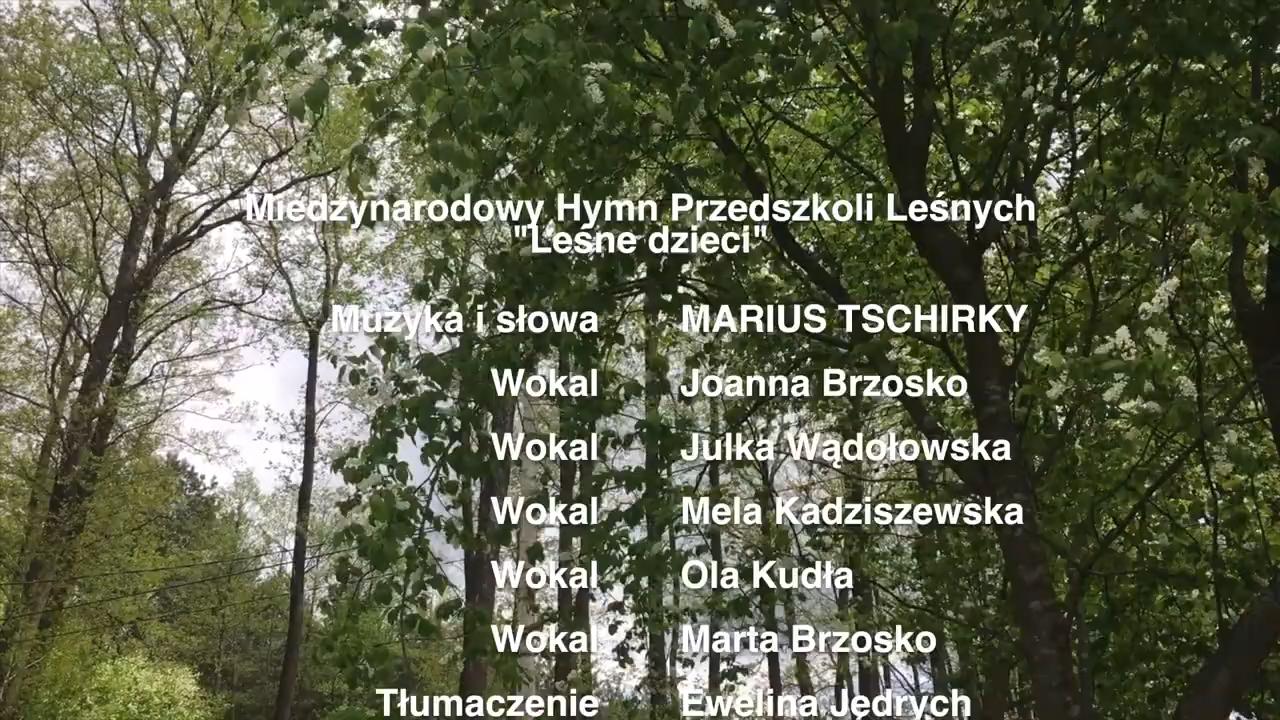 Międzynarodowy Hymn Przedszkoli Leśnych
"Leśne dzieci"
Muzyka i słowa MARIUS TSCHIRKY
Wokal Joanna Brzosko
Wokal Julka Wądołowska
Wokal Mela Kadziszewska
Wokal Ola Kudła
Wokal Marta Brzosko
Tłumaczenie Ewelina Jędrych